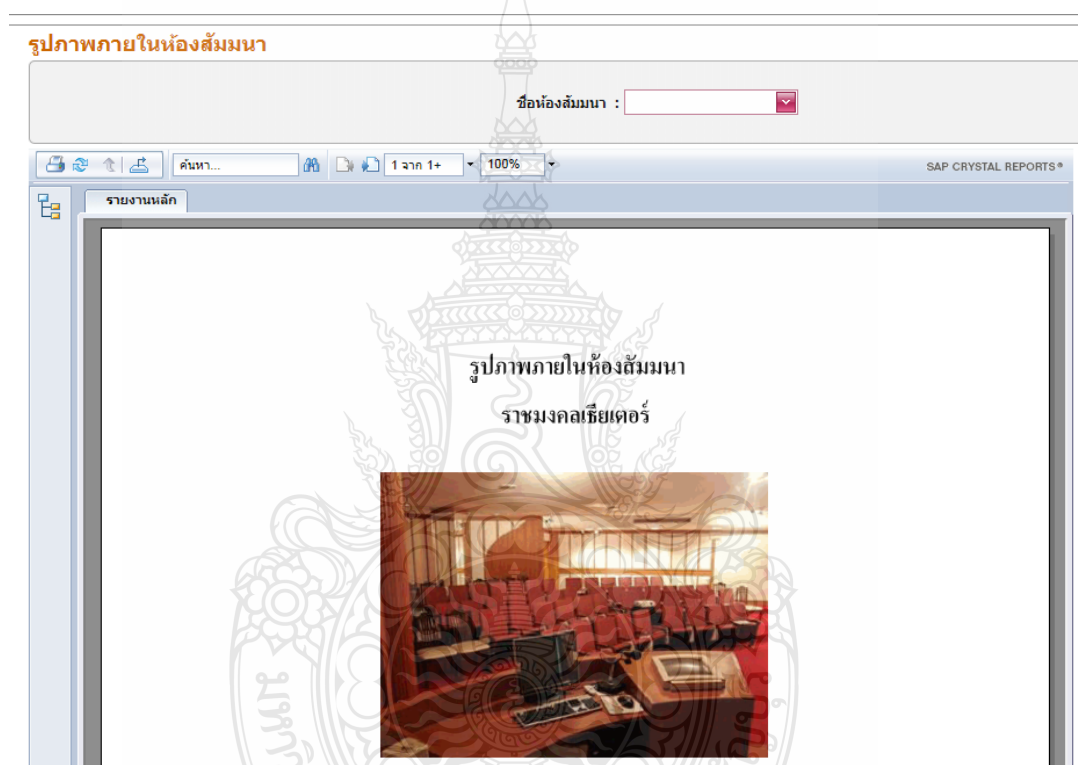 รูปภาพภายในห้องสัมมนา
ชื่อห้องสัมมนา :
ค้นหา...
1 จาก 1+
100%
SAP CRYSTAL REPORTS®
รายงานหลัก
รูปภาพภายในห้องสัมมนา
ราชมงคลเธียเตอร์